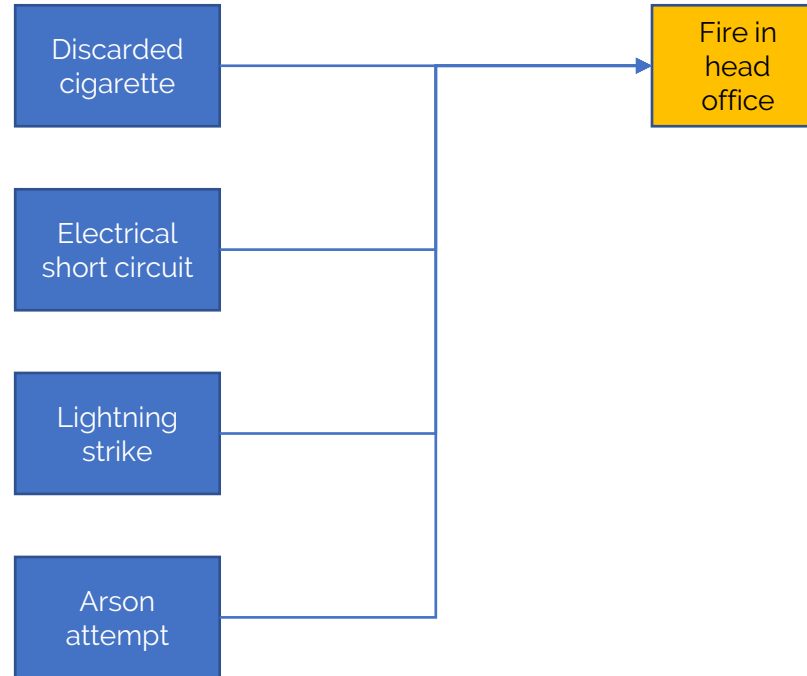 Discarded
cigarette
Fire in
head
office
Electrical
short circuit
Lightning
strike
Arson
attempt